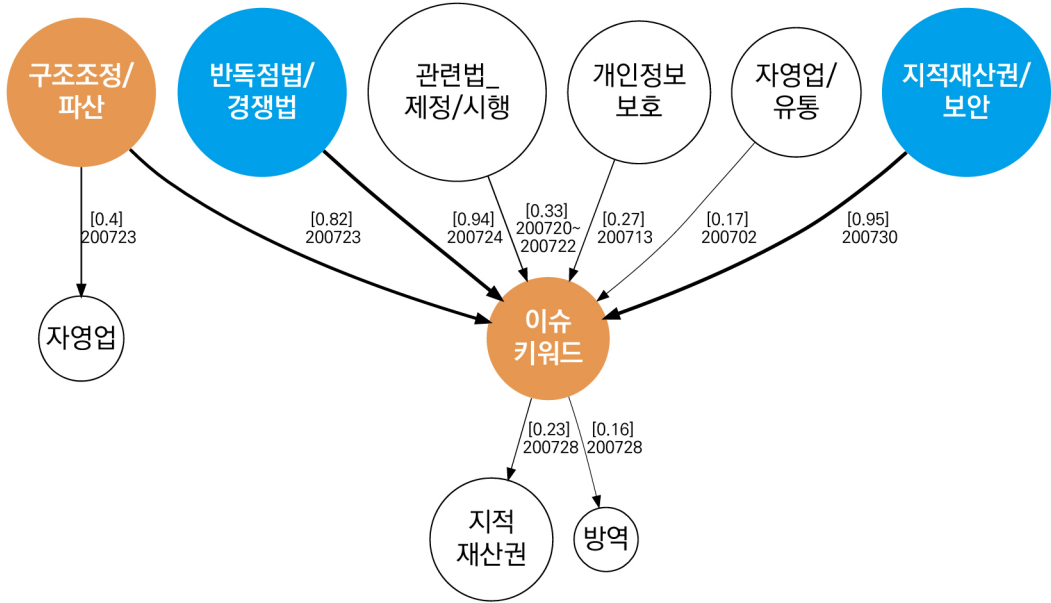 구조조정/
파산
반독점법/
경쟁법
관련법_
제정/시행
개인정보
보호
자영업/
유통
지적재산권/
보안
[0.4]
200723
[0.82]
200723
[0.94]
200724
[0.33]
200720~
200722
[0.27]
200713
[0.17]
200702
[0.95]
200730
자영업
이슈
키워드
[0.23]
200728
[0.16]
200728
지적
재산권
방역